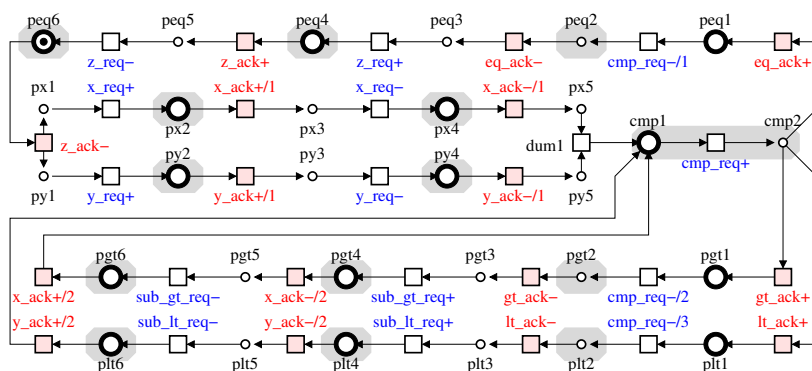 peq6 peq5 peq4 peq3 peq2 peq1
z_req− z_ack+ z_req+ eq_ack− cmp_req−/1 eq_ack+
px1 x_req+ x_ack+/1 x_req− x_ack−/1 px5
px2 px3 px4 cmp1 cmp2
z_ack− py2 py3 py4 dum1
cmp_req+
py1 y_req+ y_ack+/1 y_req− y_ack−/1 py5
pgt6 pgt5 pgt4 pgt3 pgt2 pgt1
x_ack+/2 sub_gt_req− x_ack−/2 sub_gt_req+ gt_ack− cmp_req−/2 gt_ack+
y_ack+/2 sub_lt_req− y_ack−/2 sub_lt_req+ lt_ack− cmp_req−/3 lt_ack+
plt6 plt5 plt4 plt3 plt2 plt1